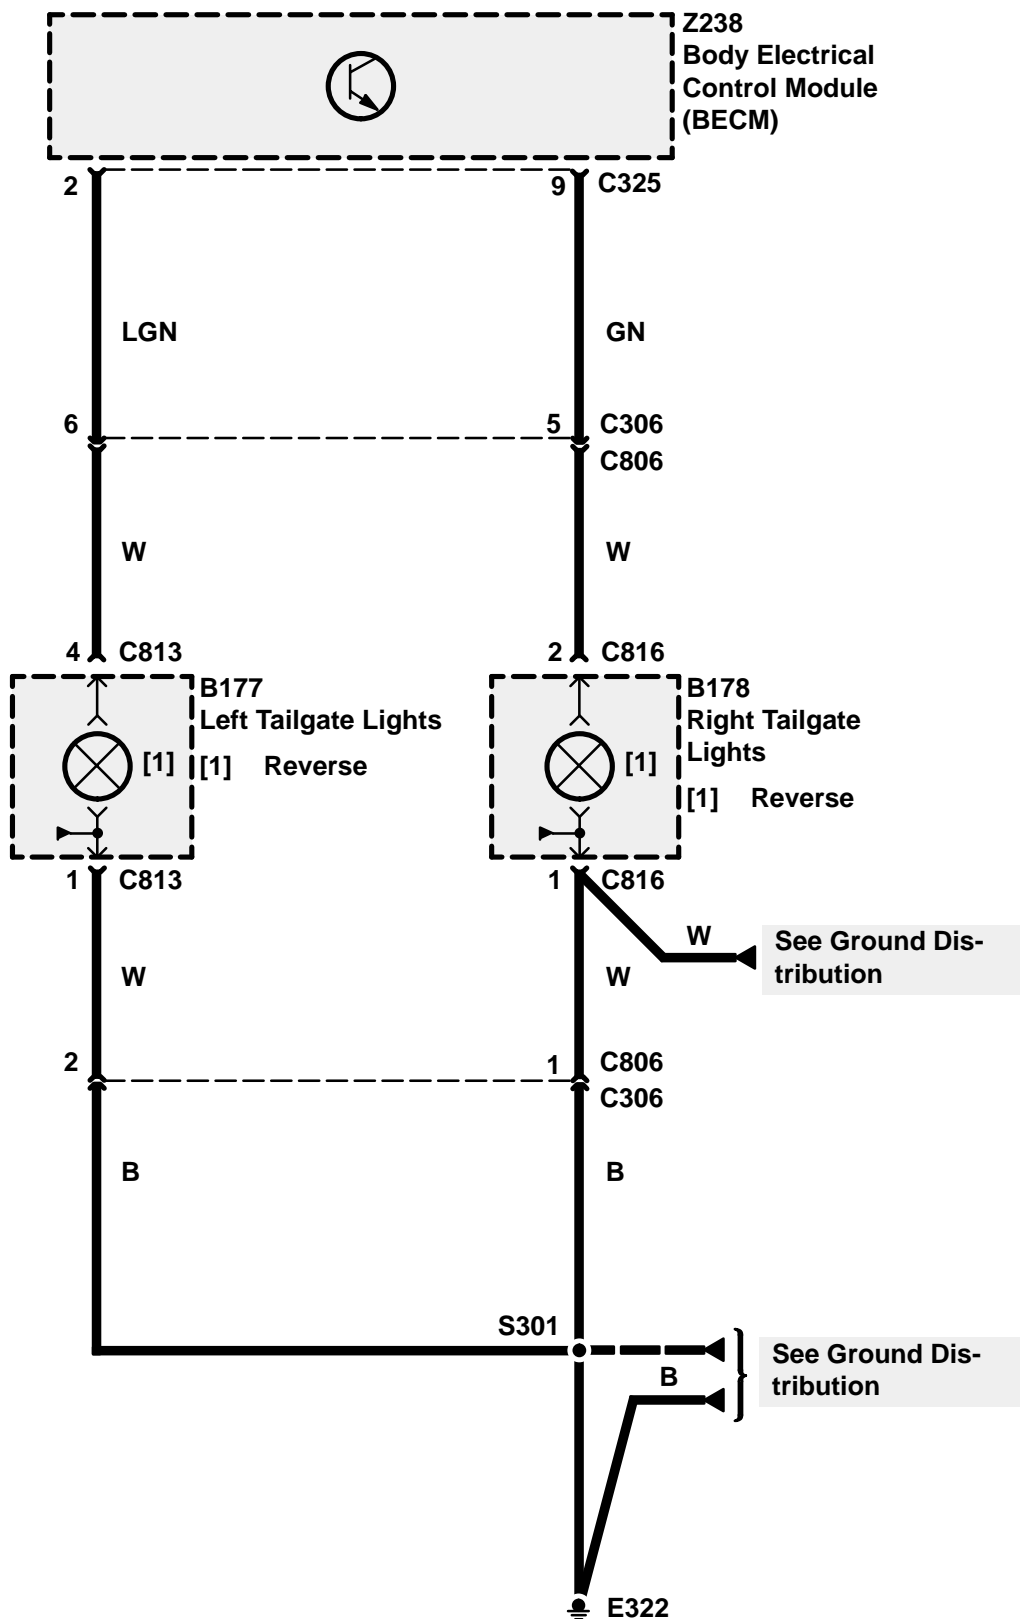 Z238
Body Electrical
Control Module
(BECM)
2
9
C325
LGN
GN
6
5
C306
C806
W
W
4
C813
2
C816
B177
Left Tailgate Lights
[1]
[1] Reverse
B178
Right Tailgate
Lights
[1]
[1] Reverse
1
C813
1
C816
W
See Ground Dis-
tribution
W
W
2
1
C806
C306
B
B
S301
B
See Ground Dis-
tribution
E322